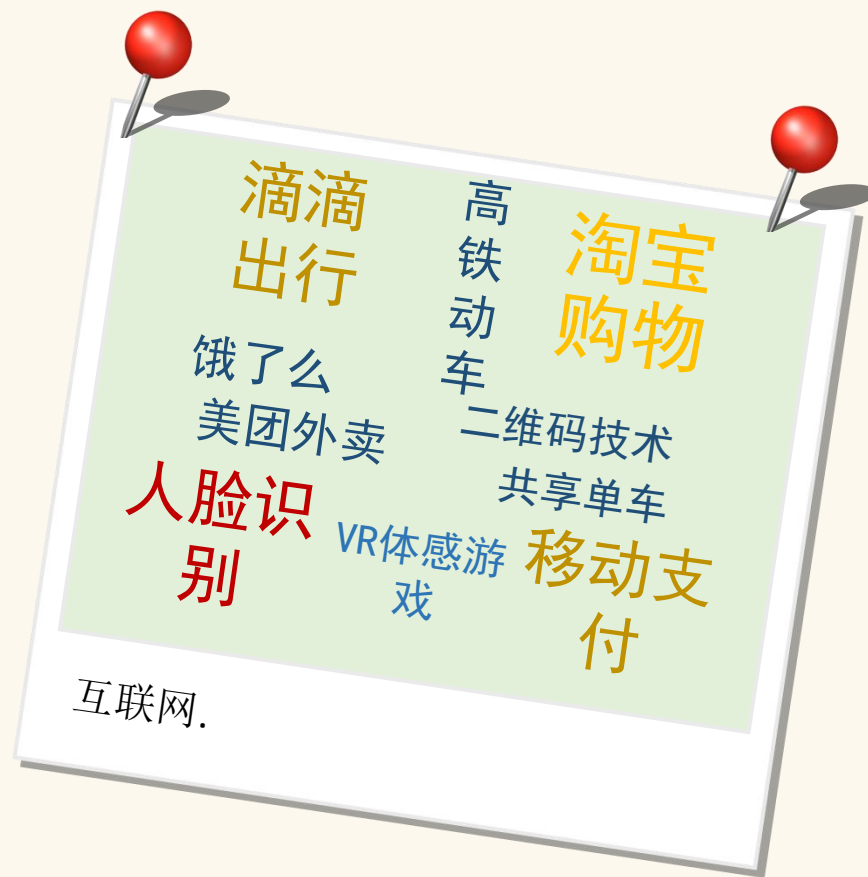 滴滴
出行
高
铁
动
车
淘宝
购物
饿了么
美团外卖
二维码技术
共享单车
人脸识
别
VR体感游
戏
移动支
付
互联网.